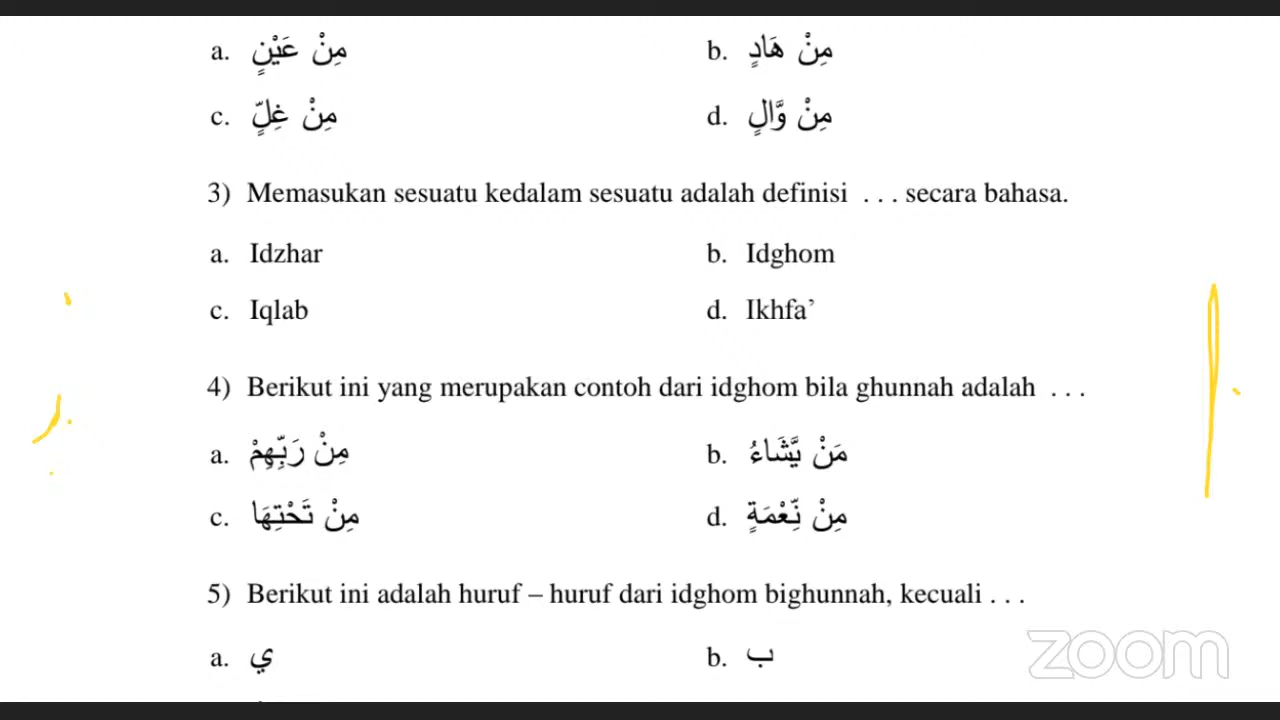 a. مِنْ عَيْنٍ b. مِنْ هَادٍ
c. مِنْ غِلٍّ d. مِنْ وَّالٍ
3) Memasukan sesuatu kedalam sesuatu adalah definisi . . . secara bahasa.
a. Idzhar b. Idghom
c. Iqlab d. Ikhfa’
4) Berikut ini yang merupakan contoh dari idghom bila ghunnah adalah . . .
a. مِنْ رَبِّهِمْ b. مَنْ يَّشَاءُ
c. مِنْ تَحْتِهَا d. مِنْ نِّعْمَةٍ
5) Berikut ini adalah huruf – huruf dari idghom bighunnah, kecuali . . .
a. ي b. ب
zoom